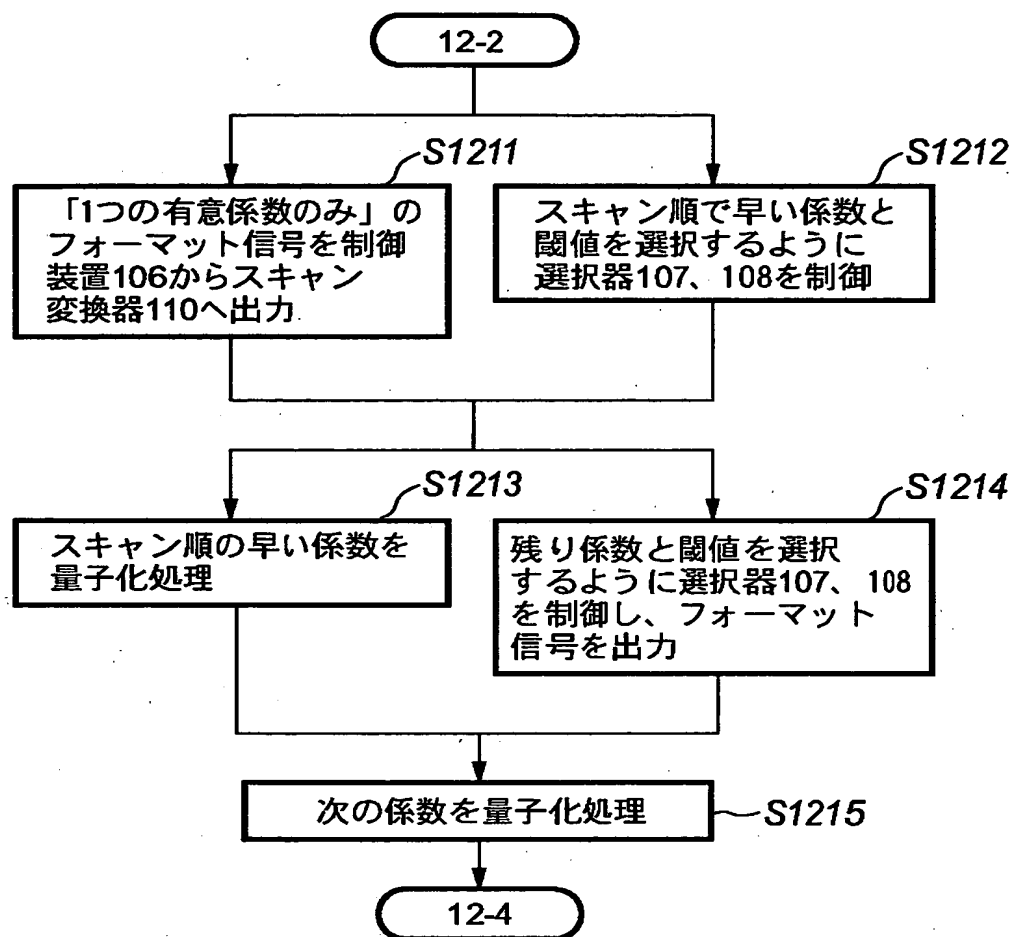 12-2
S1211
「1つの有意係数のみ」の
フォーマット信号を制御
装置106からスキャン
変換器110へ出力
S1212
スキャン順で早い係数と
閾値を選択するように
選択器107、108を制御
S1213
スキャン順の早い係数を
量子化処理
S1214
残り係数と閾値を選択
するように選択器107、108
を制御し、フォーマット
信号を出力
次の係数を量子化処理
S1215
12-4